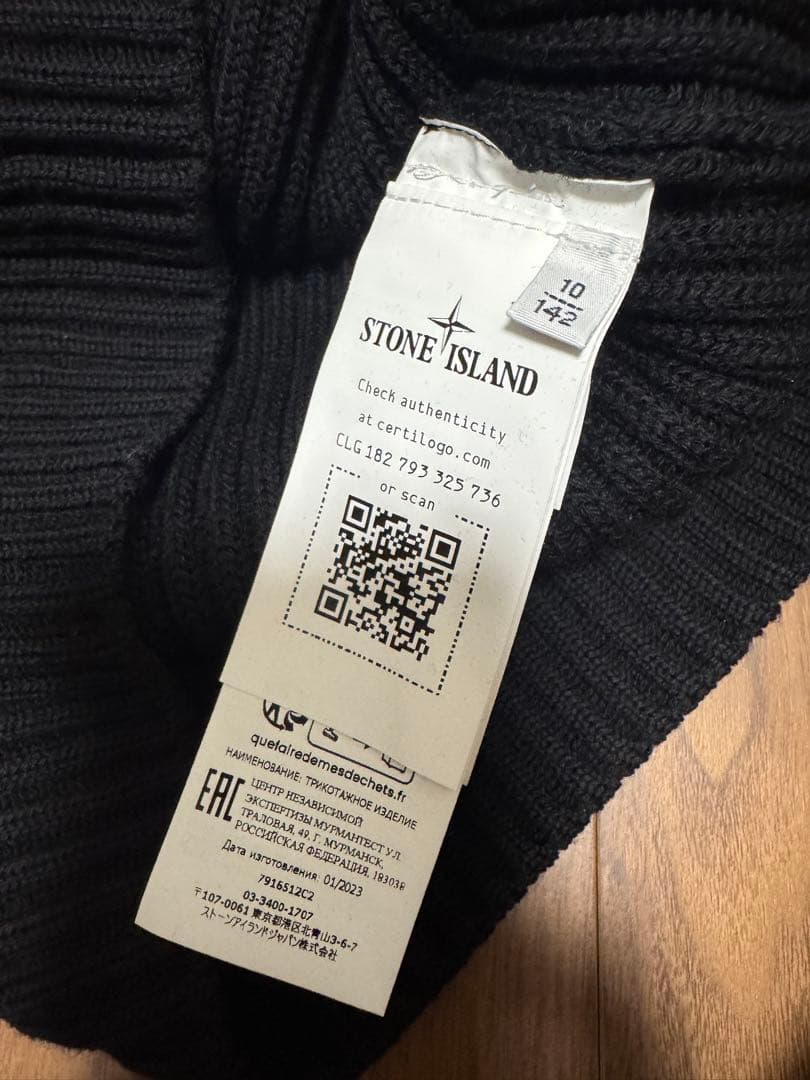 10
142
STONE ISLAND
Check authenticity
at certilogo.com
CLG 182 793 325 736
or scan
quefairedemesdechets.fr
НАИМЕНОВАНИЕ: ТРИКОТАЖНОЕ ИЗДЕЛИЕ
EAC
ЦЕНТР НЕЗАВИСИМОЙ
ЭКСПЕРТИЗЫ МУРМАНТЕСТ УЛ.
ТРАЛОВАЯ, 49, Г. МУРМАНСК,
РОССИЙСКАЯ ФЕДЕРАЦИЯ, 183038
Дата изготовления: 01/2023
7916512C2
03-3400-1707
〒107-0061 東京都港区北青山3-6-7
ストーンアイランドジャパン株式会社